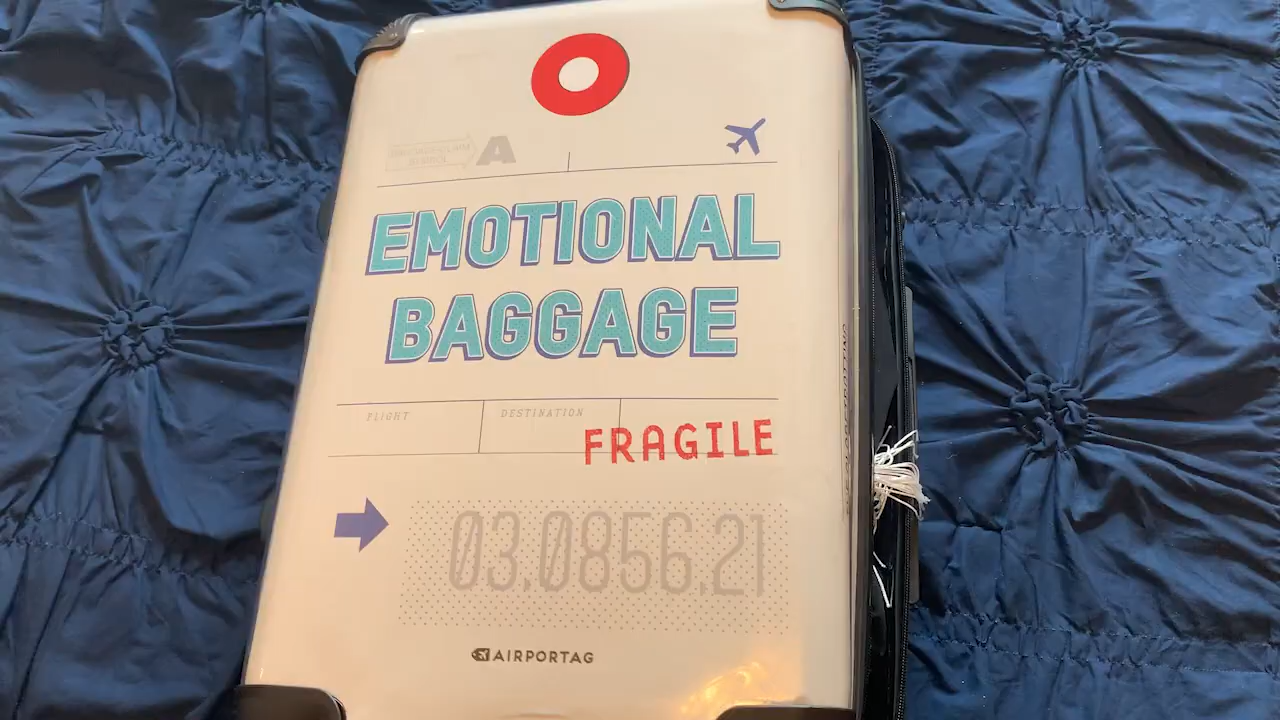 A
EMOTIONAL
BAGGAGE
FLIGHT
DESTINATION
FRAGILE
03.0856.21
AIRPORTAG